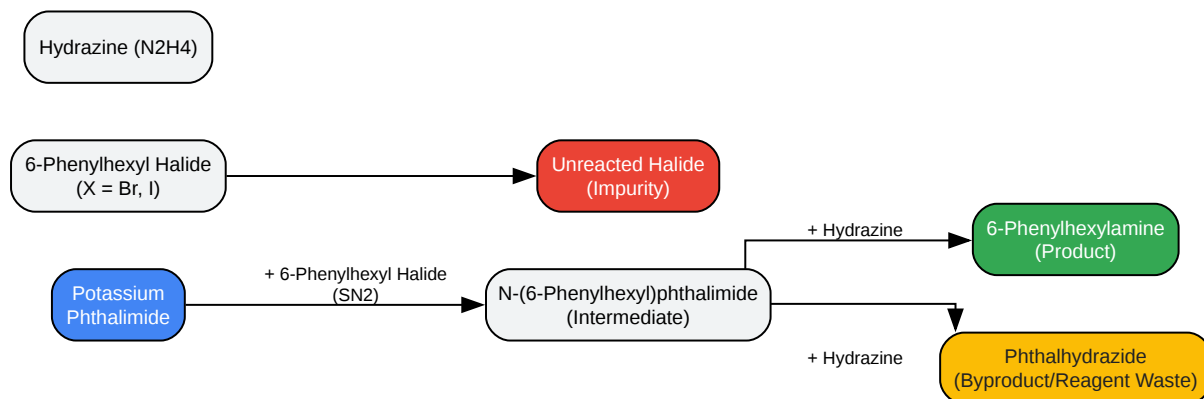 Hydrazine (N2H4)
6-Phenylhexyl Halide
(X = Br, I)
Unreacted Halide
(Impurity)
+ Hydrazine
6-Phenylhexylamine
(Product)
Potassium
Phthalimide
+ 6-Phenylhexyl Halide
(SN2)
N-(6-Phenylhexyl)phthalimide
(Intermediate)
+ Hydrazine
Phthalhydrazide
(Byproduct/Reagent Waste)